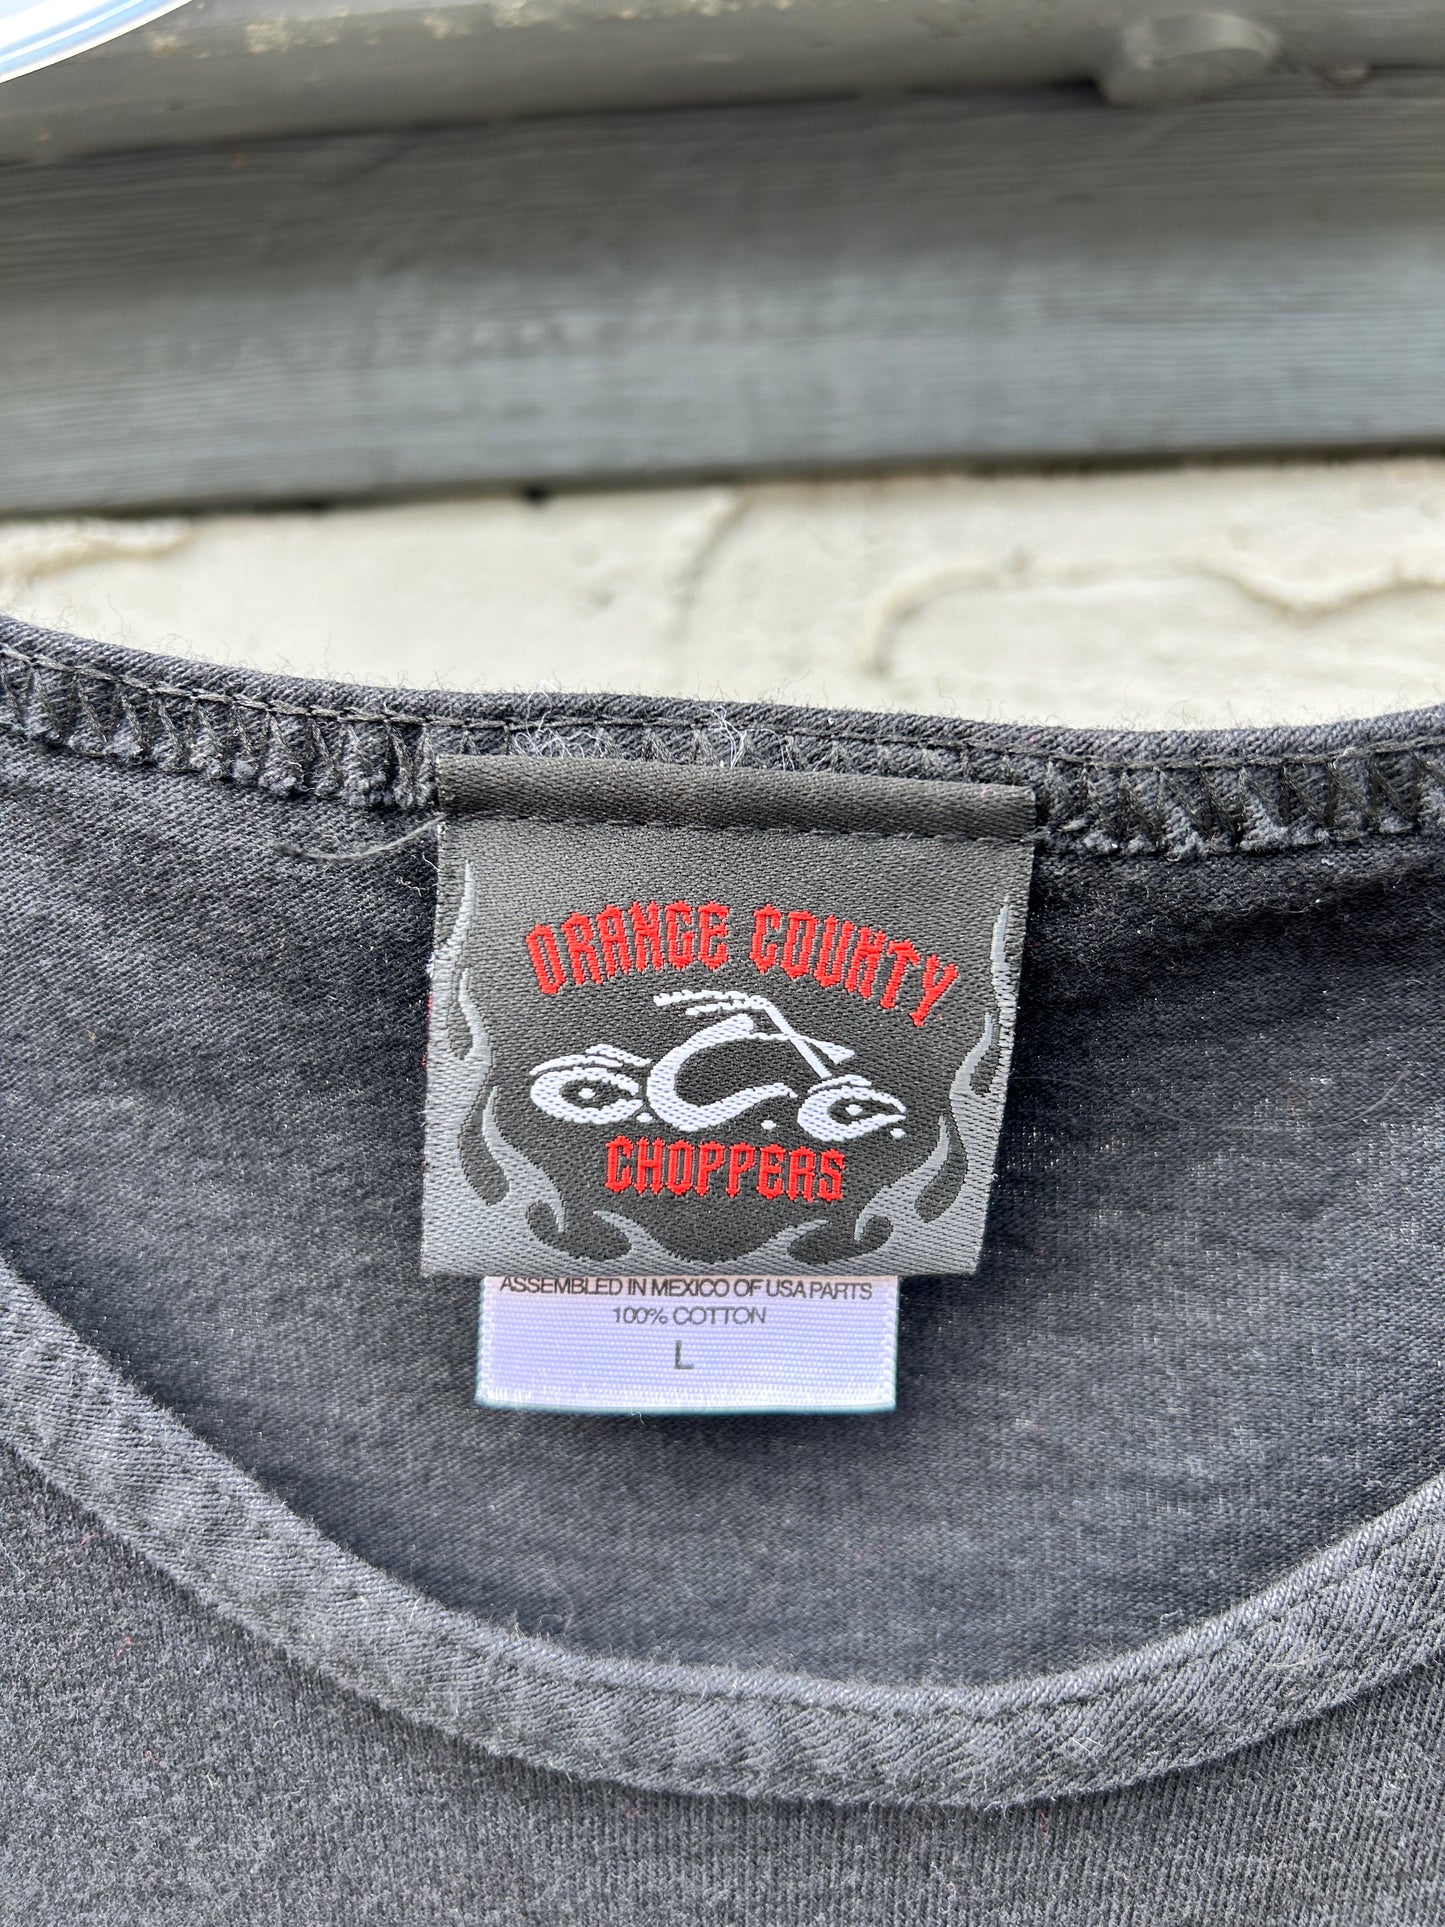 ORANGE COUNTY
CHOPPERS
ASSEMBLED IN MEXICO OF USA PARTS
100% COTTON
L